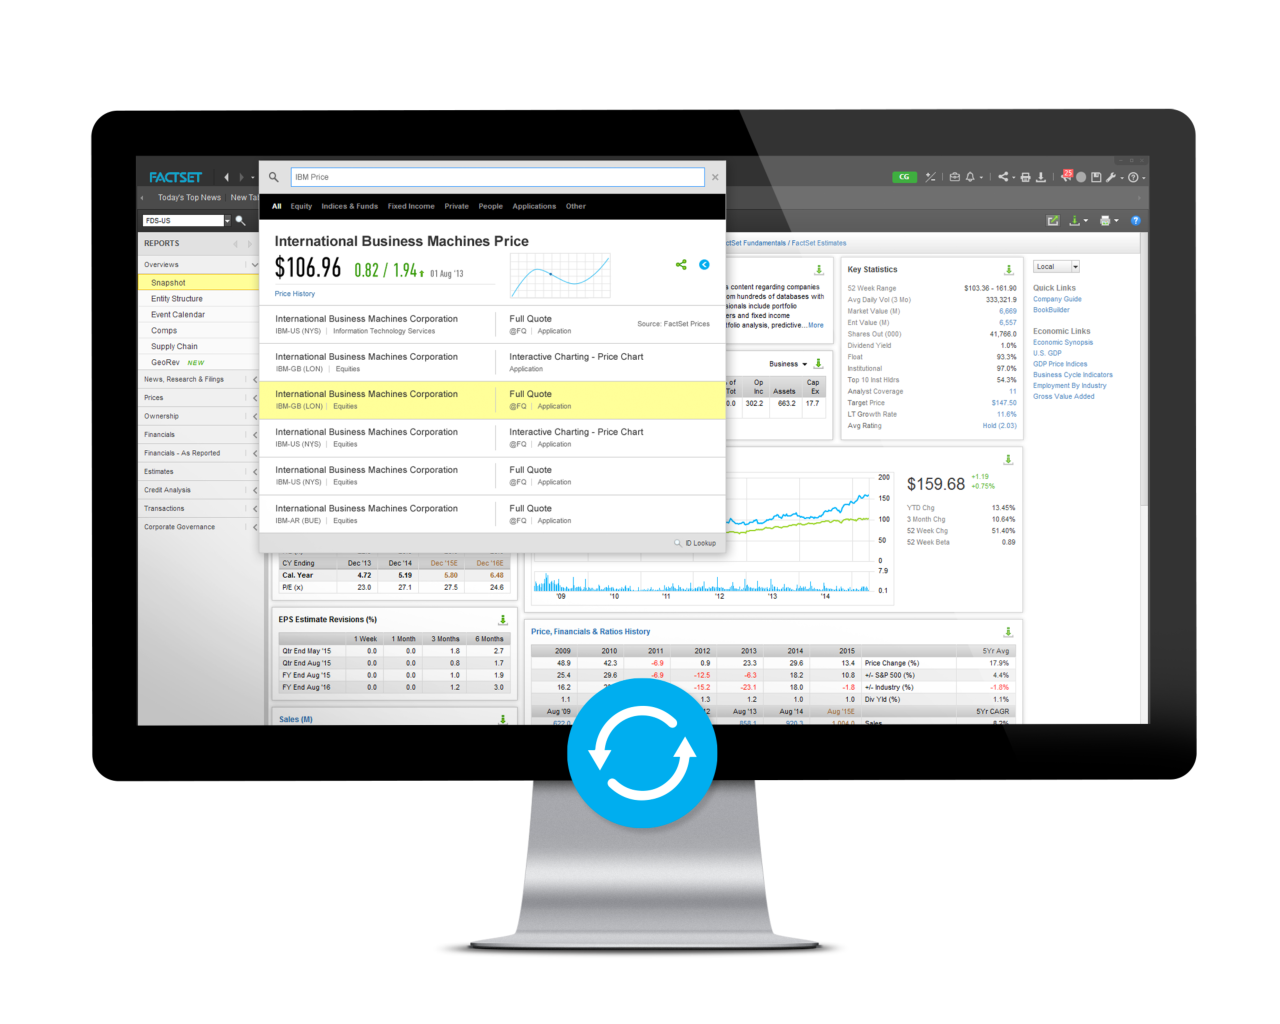 FACTSET
IBM Price
CG
25
Today's Top News
New Ta
All Equity Indices & Funds Fixed Income Private People Applications Other
FDS-US
REPORTS
Overviews
Snapshot
Entity Structure
Event Calendar
Comps
Supply Chain
GeoRev NEW
News, Research & Filings
Prices
Ownership
Financials
Financials - As Reported
Estimates
Credit Analysis
Transactions
Corporate Governance
International Business Machines Price
$106.96 0.82 / 1.94 01 Aug '13
Price History
International Business Machines Corporation Full Quote
IBM-US (NYS) | Information Technology Services @FQ | Application
Source: FactSet Prices
International Business Machines Corporation Interactive Charting - Price Chart
IBM-GB (LON) | Equities Application
International Business Machines Corporation Full Quote
IBM-GB (LON) | Equities @FQ | Application
International Business Machines Corporation Interactive Charting - Price Chart
IBM-US (NYS) | Equities @FQ | Application
International Business Machines Corporation Full Quote
IBM-US (NYS) | Equities @FQ | Application
International Business Machines Corporation Full Quote
IBM-AR (BUE) | Equities @FQ | Application
ID Lookup
ctSet Fundamentals / FactSet Estimates
s content regarding companies
om hundreds of databases with
sionals include portfolio
ers and fixed income
tfolio analysis, predictive...More
Business
of Op Cap
Tot Inc Assets Ex
0.0 302.2 663.2 17.7
Key Statistics
52 Week Range $103.36 - 161.90
Avg Daily Vol (3 Mo) 333,321.9
Market Value (M) 6,669
Ent Value (M) 6,557
Shares Out (000) 41,766.0
Dividend Yield 1.0%
Float 93.3%
Institutional 97.0%
Top 10 Inst Hldrs 54.3%
Analyst Coverage 11
Target Price $147.50
LT Growth Rate 11.6%
Avg Rating Hold (2.03)
Local
Quick Links
Company Guide
BookBuilder
Economic Links
Economic Synopsis
U.S. GDP
GDP Price Indices
Business Cycle Indicators
Employment By Industry
Gross Value Added
200
150
100
50
0
7.9
0.1
'09 '10 '11 '12 '13 '14
$159.68 +1.19
+0.75%
YTD Chg 13.45%
3 Month Chg 10.64%
52 Week Chg 51.40%
52 Week Beta 0.89
CY Ending Dec '13 Dec '14 Dec '15E Dec '16E
Cal. Year 4.72 5.19 5.80 6.48
P/E (x) 23.0 27.1 27.5 24.6
EPS Estimate Revisions (%)
1 Week 1 Month 3 Months 6 Months
Qtr End May '15 0.0 0.0 1.8 2.7
Qtr End Aug '15 0.0 0.0 0.8 1.7
FY End Aug '15 0.0 0.0 1.0 1.9
FY End Aug '16 0.0 0.0 1.2 3.0
Sales (M)
Price, Financials & Ratios History
2009 2010 2011 2012 2013 2014 2015 5Yr Avg
48.9 42.3 -6.9 0.9 23.3 29.6 13.4 Price Change (%) 17.9%
25.4 29.6 -6.9 -12.5 -6.3 18.2 10.8 +/- S&P 500 (%) 4.4%
16.2 -15.2 -23.1 18.0 -1.8 +/- Industry (%) -1.8%
1.1 1.3 1.2 1.0 1.0 Div Yld (%) 1.1%
Aug '09 Aug '13 Aug '14 Aug '15E 5Yr CAGR
Sales